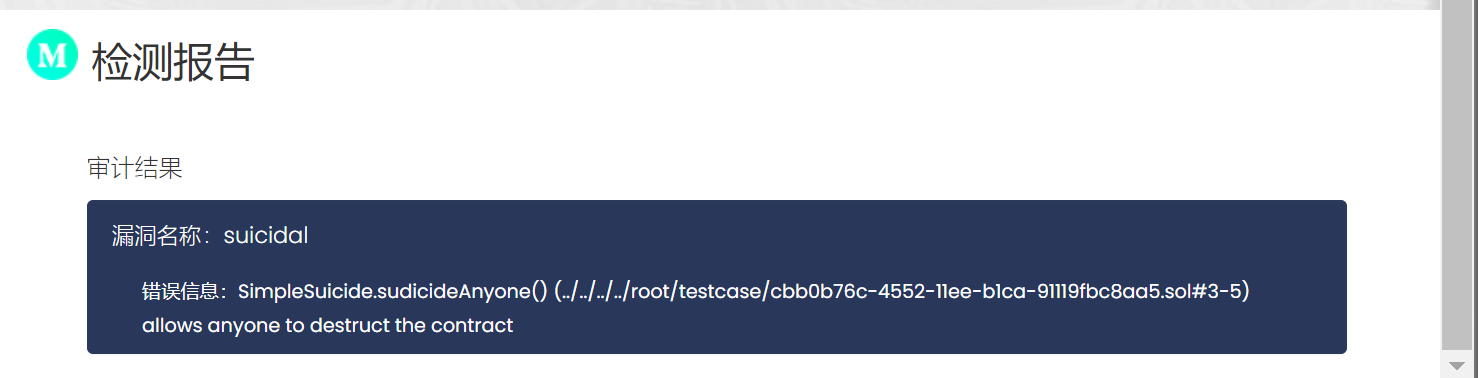 M 检测报告
审计结果
漏洞名称：suicidal
错误信息：SimpleSuicide.sudicideAnyone() (../../../../root/testcase/cbb0b76c-4552-11ee-b1ca-91119fbc8aa5.sol#3-5)
allows anyone to destruct the contract